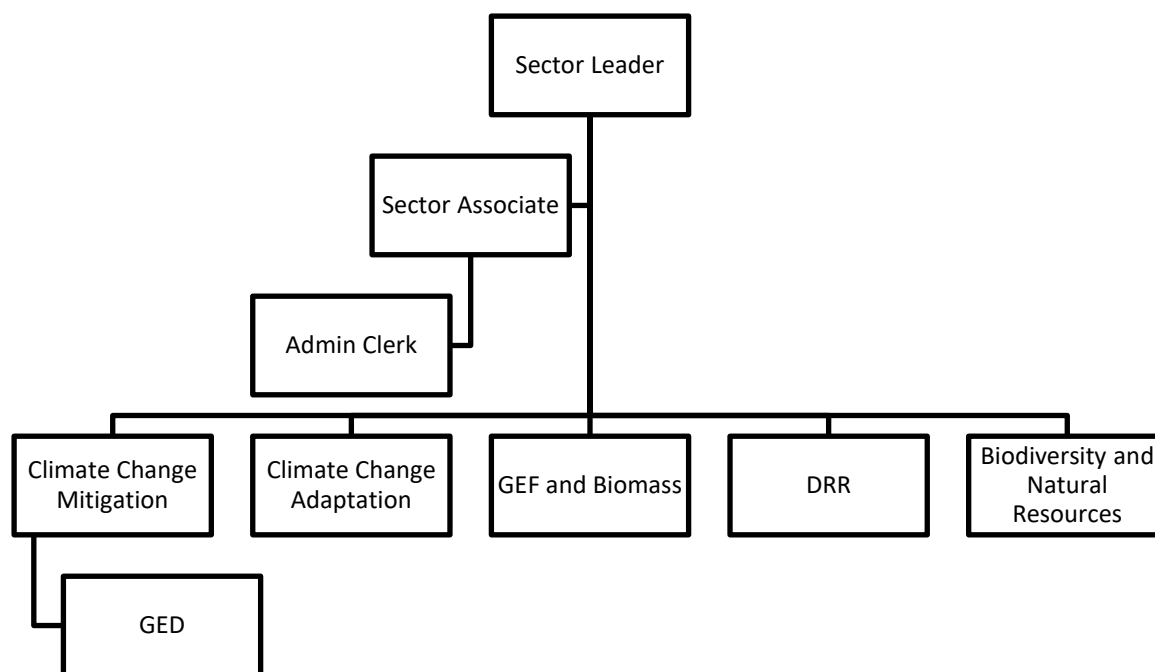 Sector Leader
Sector Associate
Admin Clerk
Climate Change
Mitigation
Climate Change
Adaptation
GEF and Biomass
DRR
Biodiversity and
Natural
Resources
GED